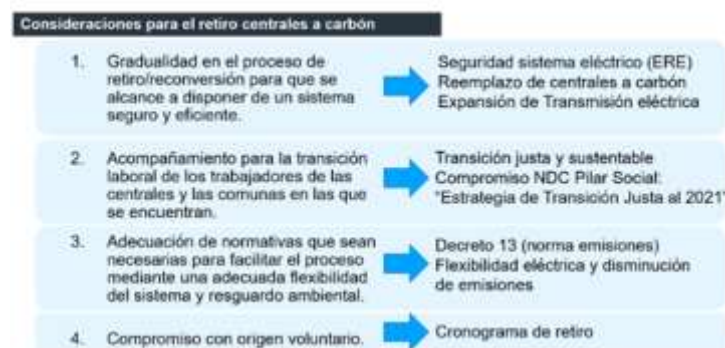 Consideraciones para el retiro centrales a carbón
1. Gradualidad en el proceso de
retiro/reconversión para que se
alcance a disponer de un sistema
seguro y eficiente.
Seguridad sistema eléctrico (ERE)
Reemplazo de centrales a carbón
Expansión de Transmisión eléctrica
2. Acompañamiento para la transición
laboral de los trabajadores de las
centrales y las comunas en las que
se encuentran.
Transición justa y sustentable
Compromiso NDC Pilar Social:
"Estrategia de Transición Justa al 2021"
3. Adecuación de normativas que sean
necesarias para facilitar el proceso
mediante una adecuada flexibilidad
del sistema y resguardo ambiental.
Decreto 13 (norma emisiones)
Flexibilidad eléctrica y disminución
de emisiones
4. Compromiso con origen voluntario.
Cronograma de retiro